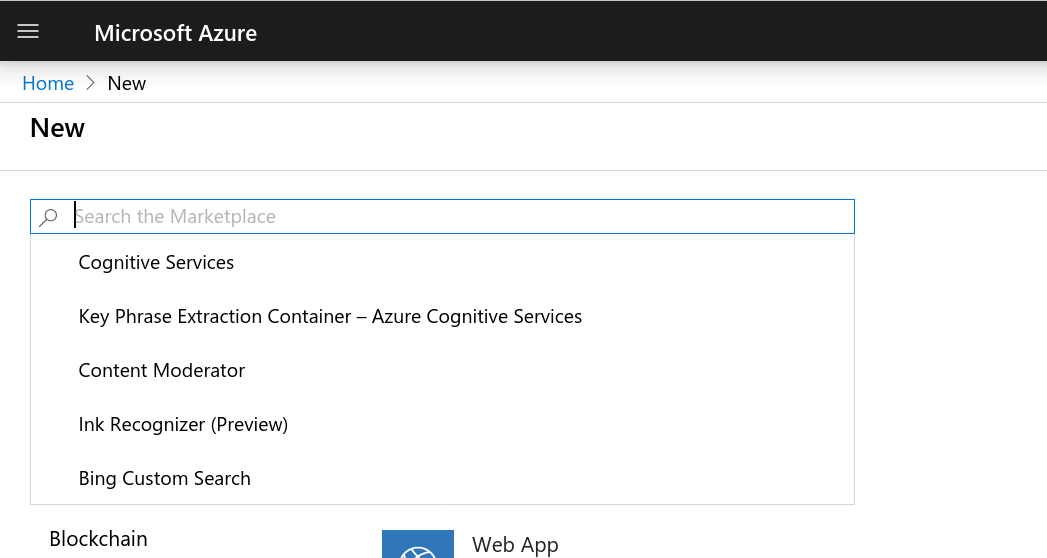 Microsoft Azure
Home > New
New
Search the Marketplace
Cognitive Services
Key Phrase Extraction Container – Azure Cognitive Services
Content Moderator
Ink Recognizer (Preview)
Bing Custom Search
Blockchain
Web App